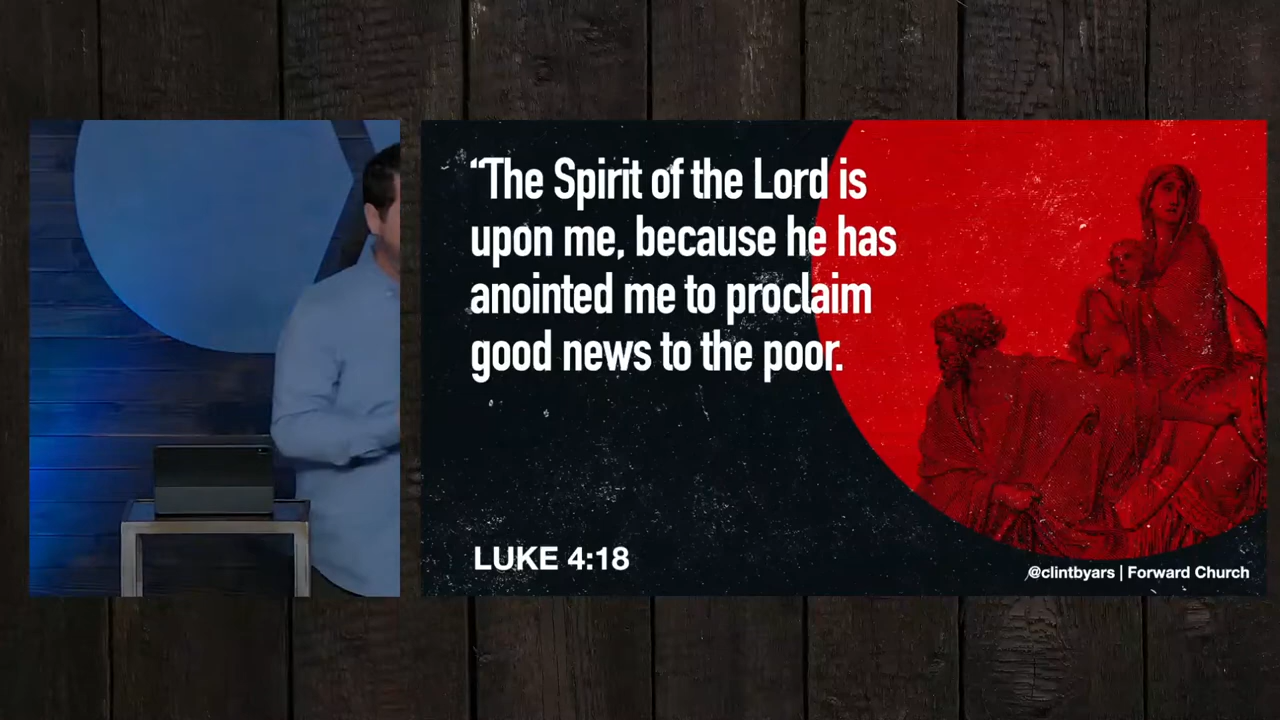 “The Spirit of the Lord is
upon me, because he has
anointed me to proclaim
good news to the poor.
LUKE 4:18
@clintbyars | Forward Church